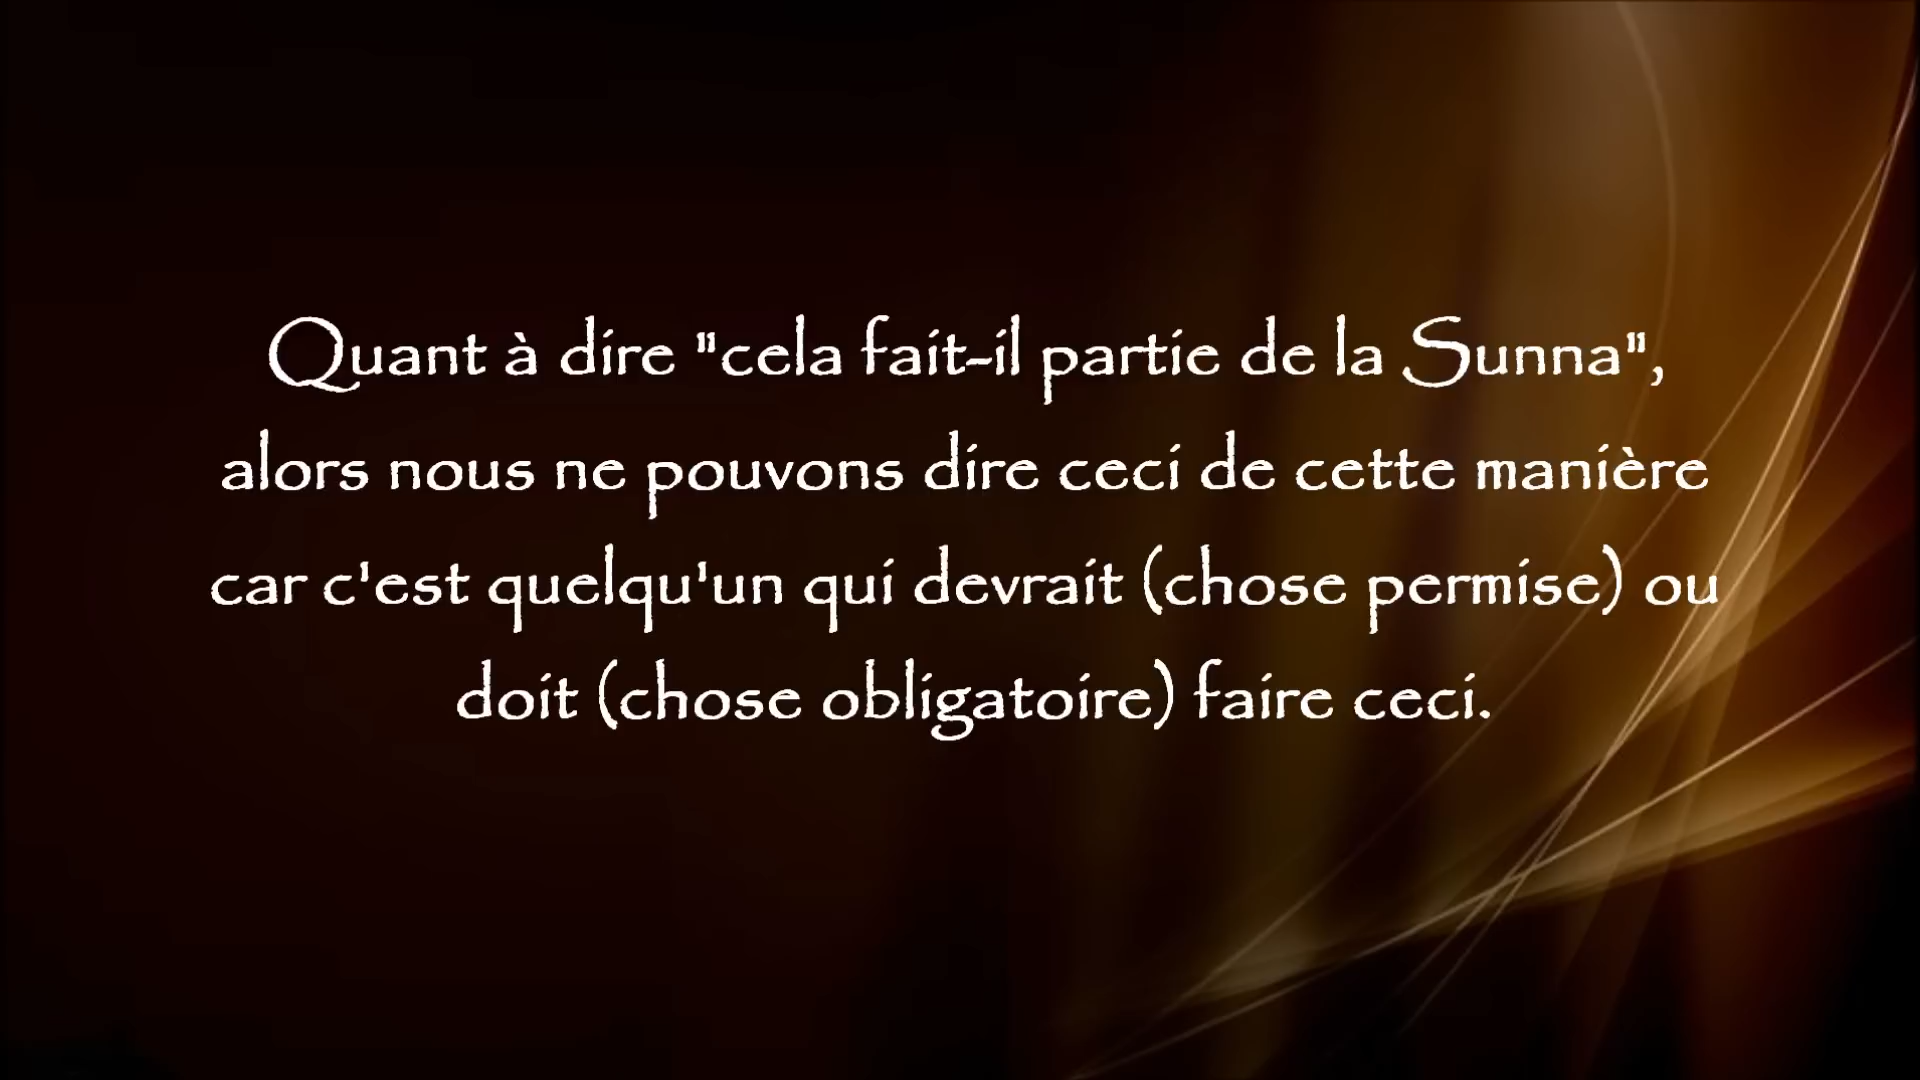 Quant à dire "cela fait-il partie de la Sunna",
alors nous ne pouvons dire ceci de cette manière
car c'est quelqu'un qui devrait (chose permise) ou
doit (chose obligatoire) faire ceci.